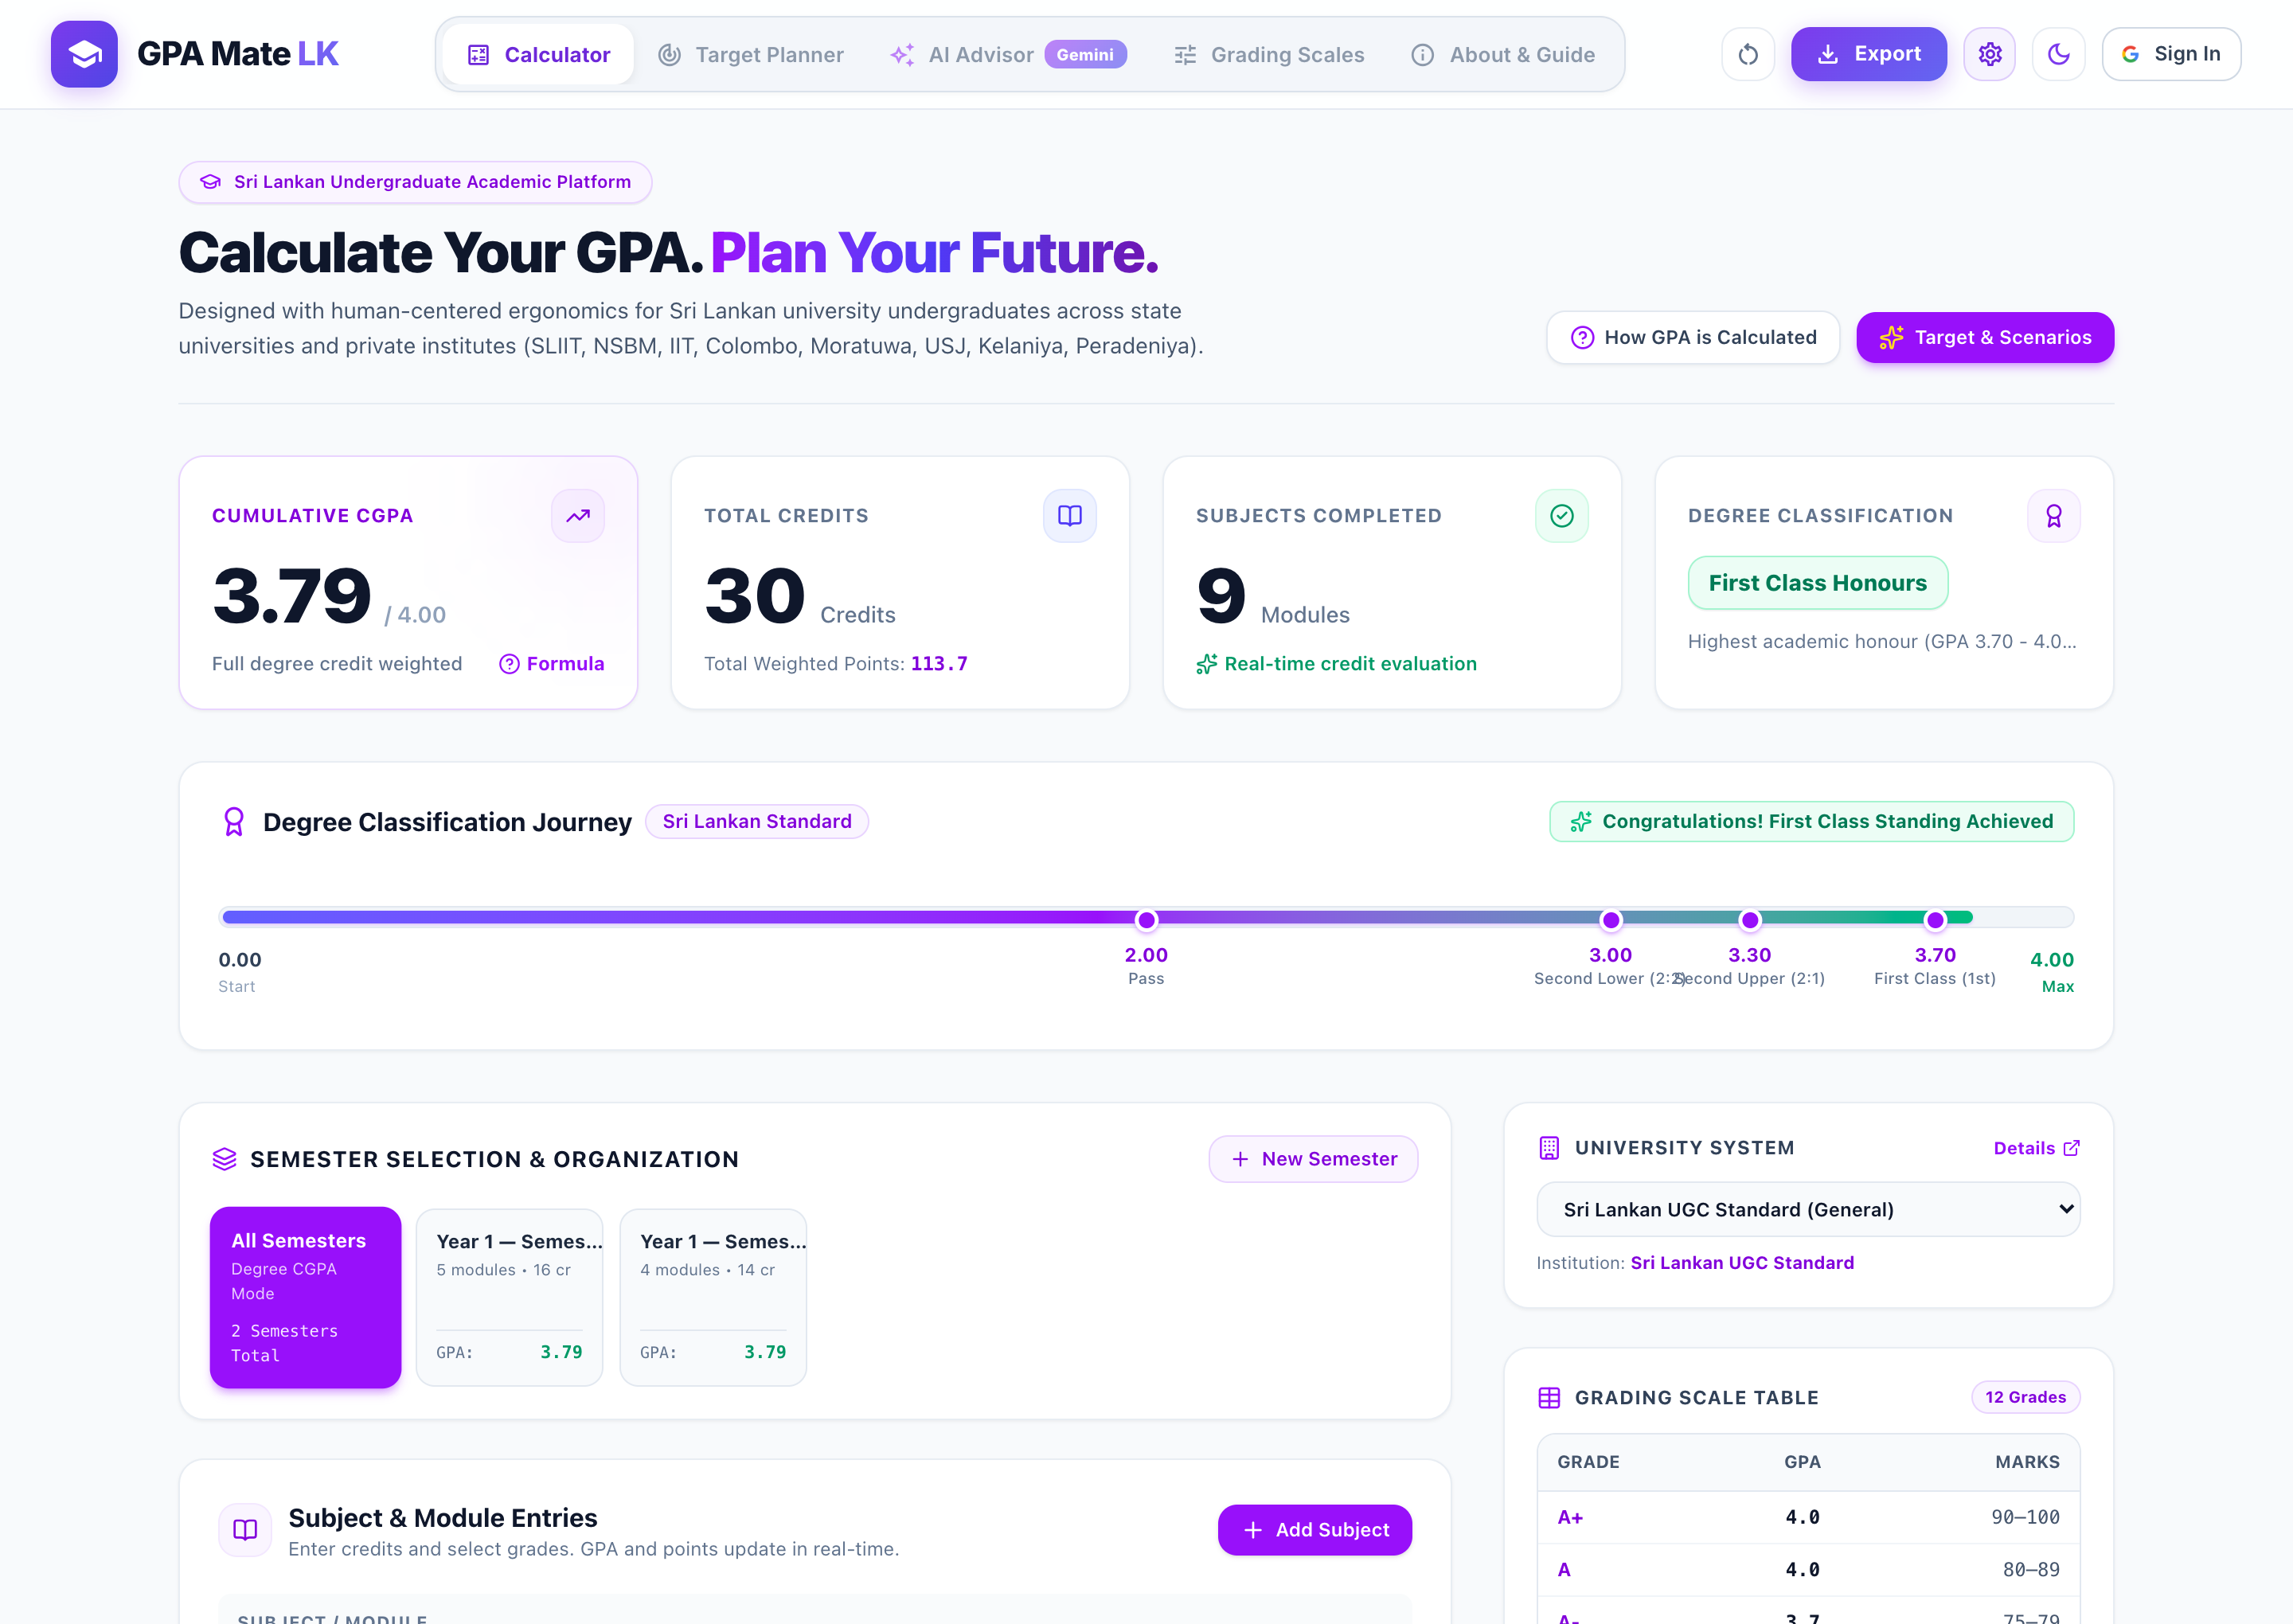 GPA Mate LK
Calculator
Target Planner
AI Advisor Gemini
Grading Scales
About & Guide
Export
Sign In
Sri Lankan Undergraduate Academic Platform
Calculate Your GPA. Plan Your Future.
Designed with human-centered ergonomics for Sri Lankan university undergraduates across state
universities and private institutes (SLIIT, NSBM, IIT, Colombo, Moratuwa, USJ, Kelaniya, Peradeniya).
How GPA is Calculated
Target & Scenarios
CUMULATIVE CGPA
3.79 / 4.00
Full degree credit weighted
Formula
TOTAL CREDITS
30 Credits
Total Weighted Points: 113.7
SUBJECTS COMPLETED
9 Modules
Real-time credit evaluation
DEGREE CLASSIFICATION
First Class Honours
Highest academic honour (GPA 3.70 - 4.0...
Degree Classification Journey
Sri Lankan Standard
Congratulations! First Class Standing Achieved
0.00
Start
2.00
Pass
3.00
Second Lower (2:2)
3.30
Second Upper (2:1)
3.70
First Class (1st)
4.00
Max
SEMESTER SELECTION & ORGANIZATION
New Semester
All Semesters
Degree CGPA
Mode
2 Semesters
Total
Year 1 — Semes...
5 modules • 16 cr
GPA: 3.79
Year 1 — Semes...
4 modules • 14 cr
GPA: 3.79
Subject & Module Entries
Enter credits and select grades. GPA and points update in real-time.
Add Subject
SUBJECT / MODULE
UNIVERSITY SYSTEM
Details
Sri Lankan UGC Standard (General)
Institution: Sri Lankan UGC Standard
GRADING SCALE TABLE
12 Grades
GRADE GPA MARKS
A+ 4.0 90–100
A 4.0 80–89
A- 3.7 75–79